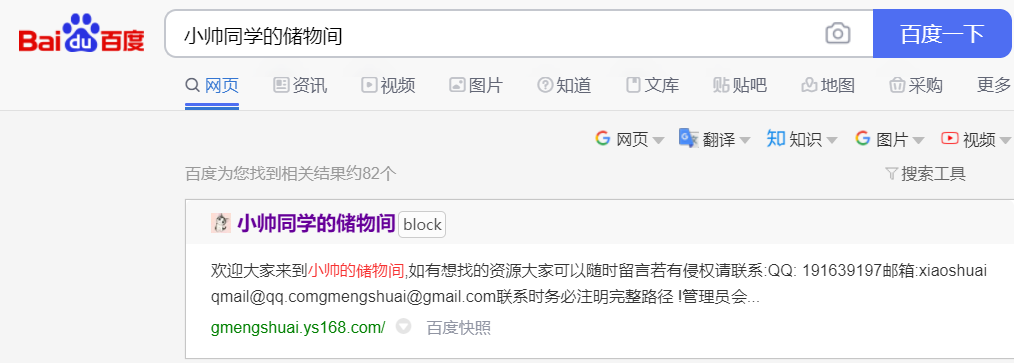 Bai du 百度 小帅同学的储物间 百度一下
网页 资讯 视频 图片 知道 文库 贴吧 地图 采购 更多
网页 翻译 知识 图片 视频
百度为您找到相关结果约82个 搜索工具
小帅同学的储物间 block
欢迎大家来到小帅的储物间,如有想找的资源大家可以随时留言若有侵权请联系:QQ: 191639197邮箱:xiaoshuai
qmail@qq.comgmengshuai@gmail.com联系时务必注明完整路径 !管理员会...
gmengshuai.ys168.com/ 百度快照